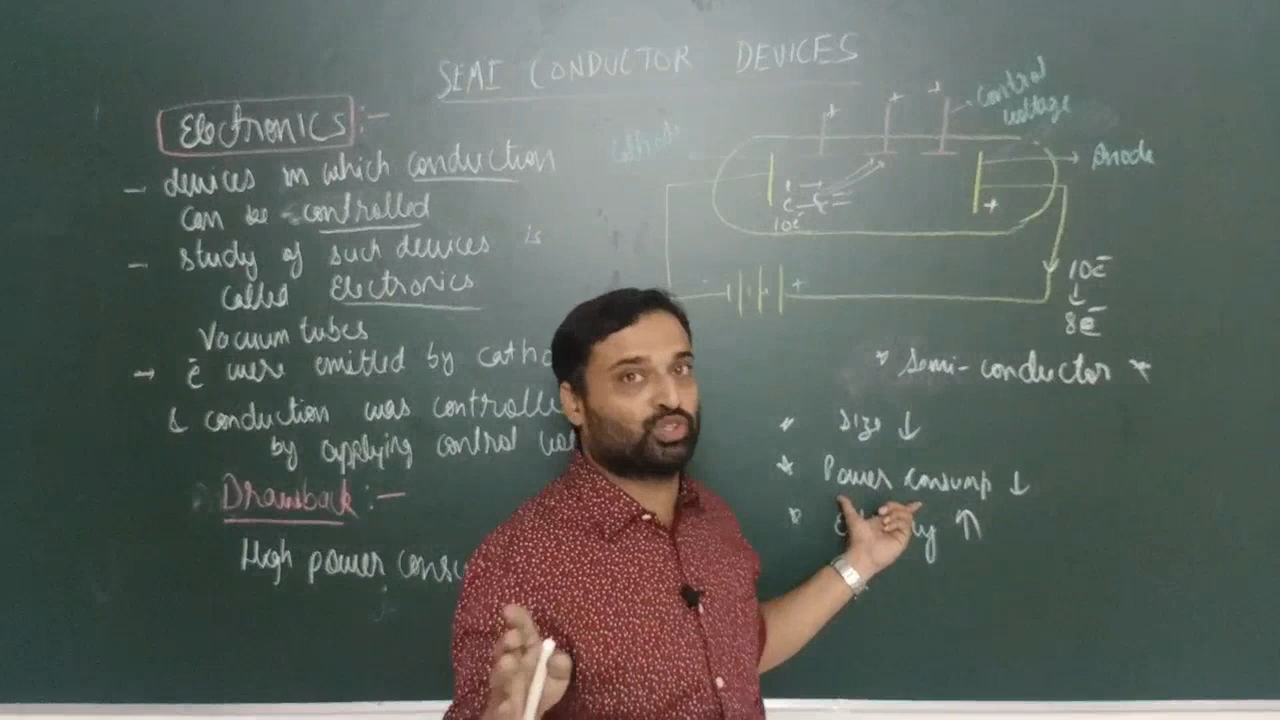 SEMI CONDUCTOR DEVICES
Electronics :-
- devices in which conduction
can be controlled
- study of such devices is
called Electronics
Vacuum tubes
→ e̅ were emitted by catho
& conduction was controlle
by applying control vol
Drawback :-
High power consu
Cathode
+ + +
control
voltage
Anode
+
10e̅
- +
10e̅
↓
8e̅
* Semi-conductor *
* Size ↓
* Power consump ↓